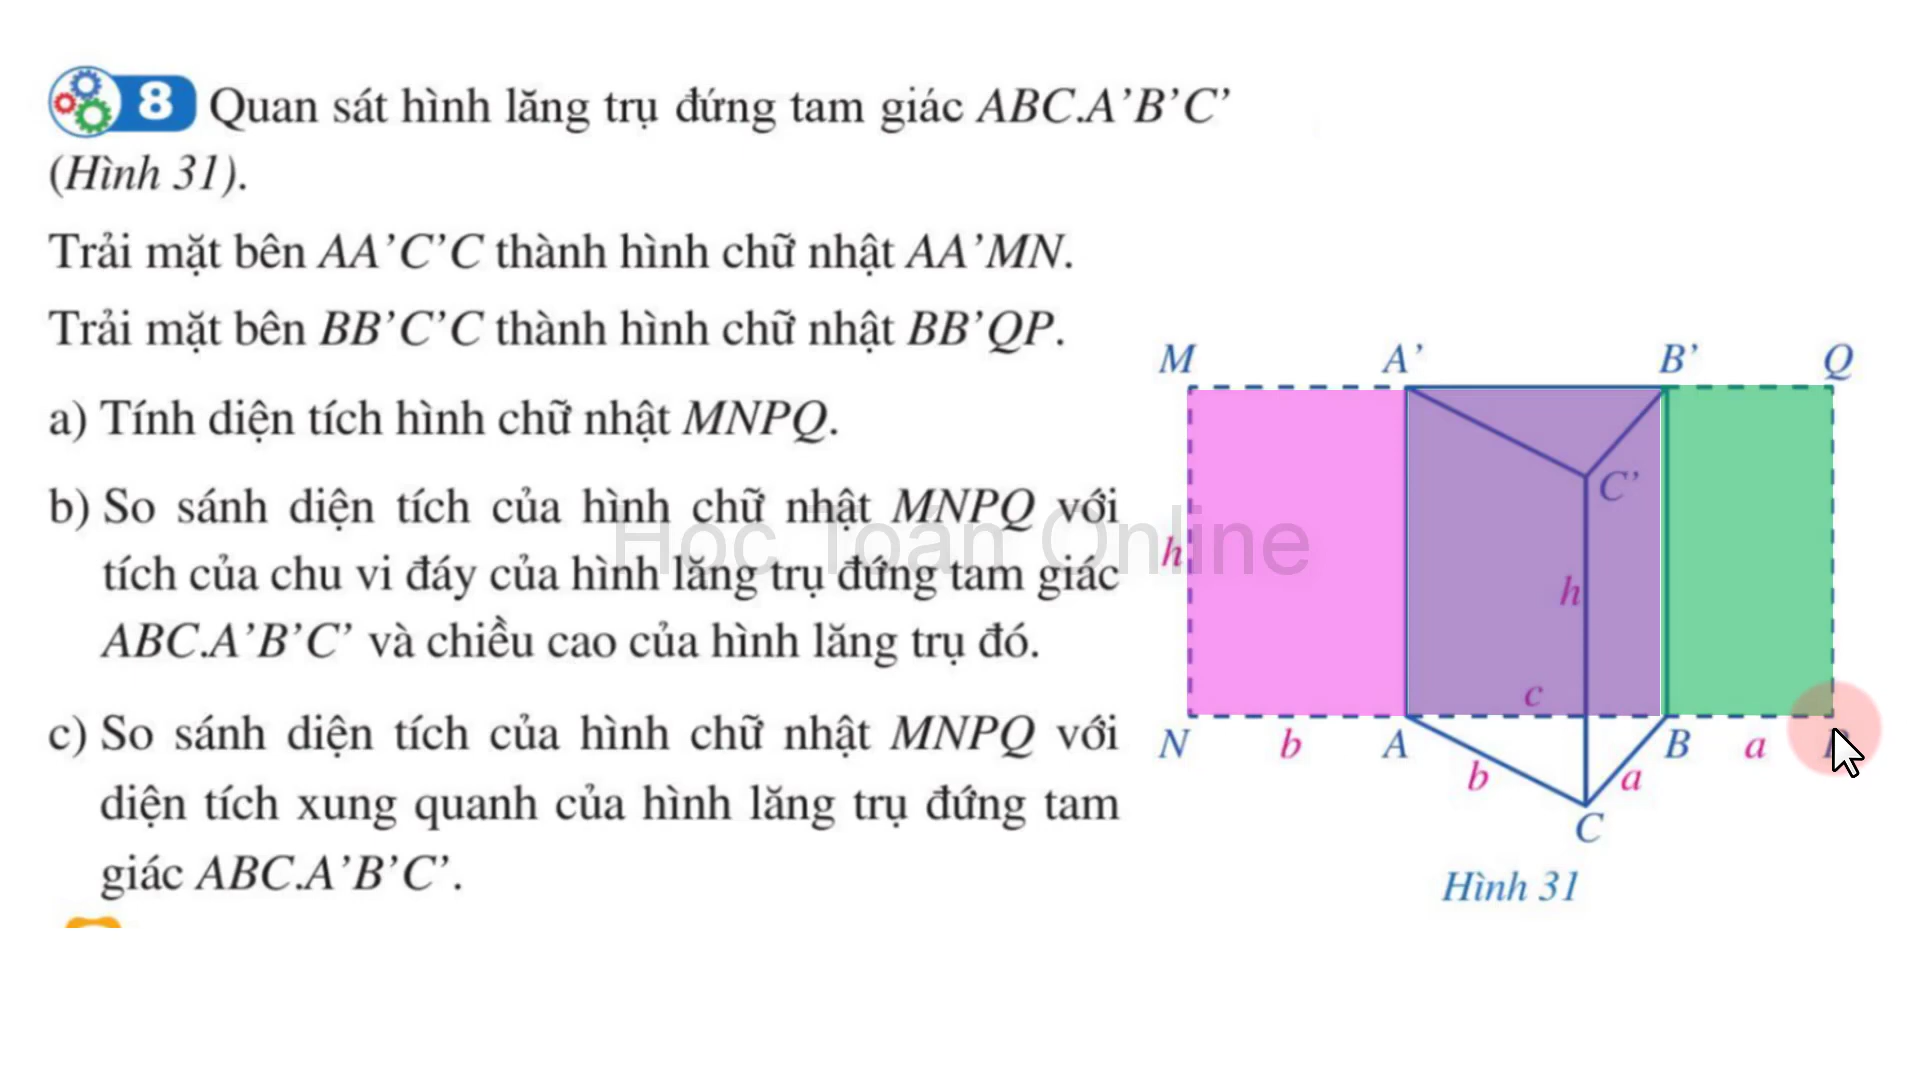 8 Quan sát hình lăng trụ đứng tam giác ABC.A’B’C’
(Hình 31).
Trải mặt bên AA’C’C thành hình chữ nhật AA’MN.
Trải mặt bên BB’C’C thành hình chữ nhật BB’QP.
a) Tính diện tích hình chữ nhật MNPQ.
b) So sánh diện tích của hình chữ nhật MNPQ với
tích của chu vi đáy của hình lăng trụ đứng tam giác
ABC.A’B’C’ và chiều cao của hình lăng trụ đó.
c) So sánh diện tích của hình chữ nhật MNPQ với
diện tích xung quanh của hình lăng trụ đứng tam
giác ABC.A’B’C’.
Học Toán Online
M A’ B’ Q
C’
h h
c
N b A B a
b a
C
Hình 31